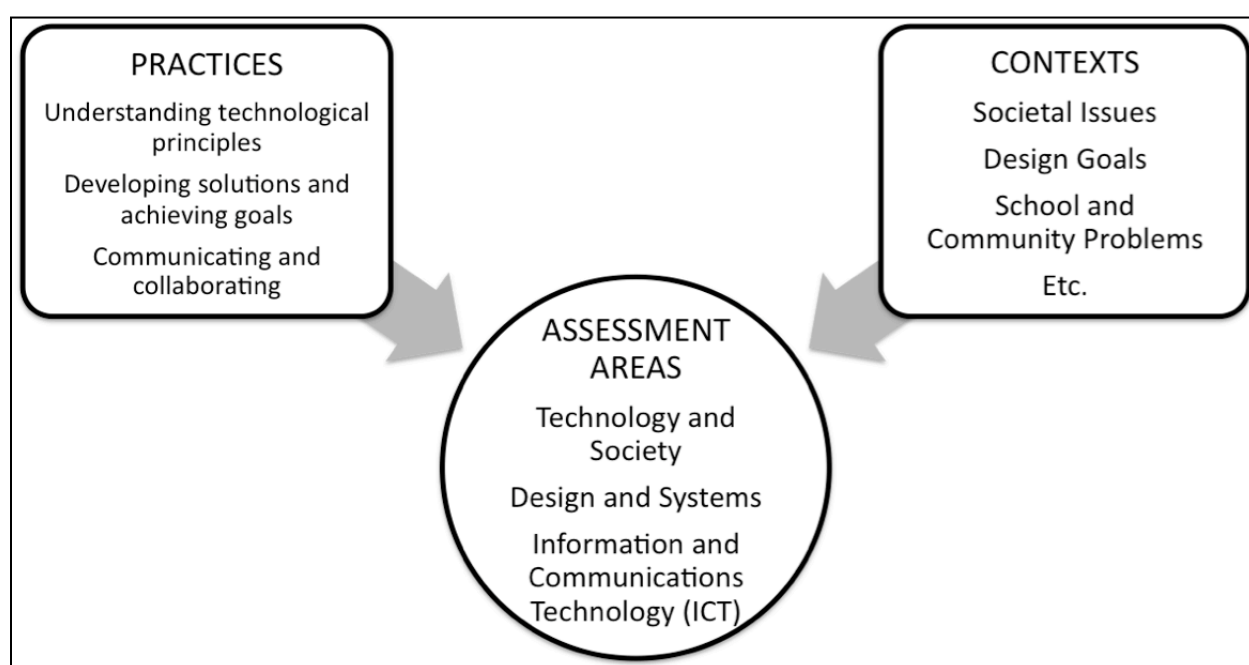 PRACTICES
Understanding technological
principles
Developing solutions and
achieving goals
Communicating and
collaborating
CONTEXTS
Societal Issues
Design Goals
School and
Community Problems
Etc.
ASSESSMENT
AREAS
Technology and
Society
Design and Systems
Information and
Communications
Technology (ICT)